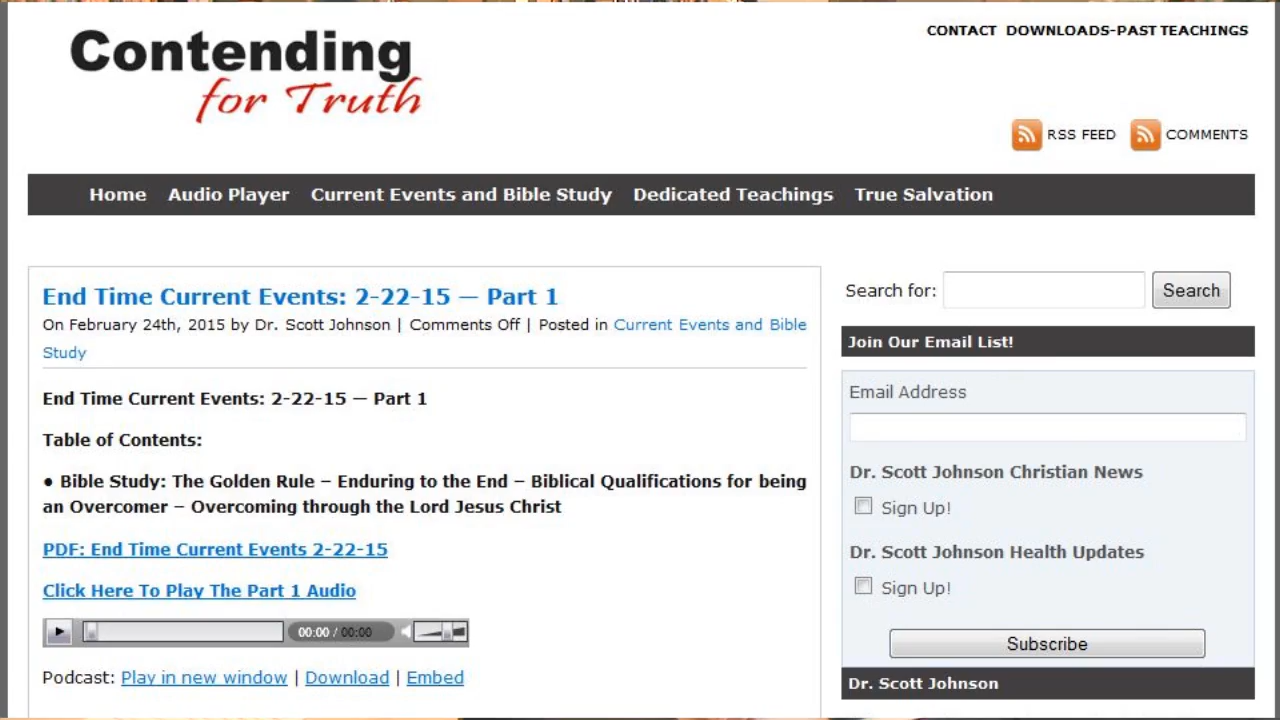 Contending
for Truth
CONTACT DOWNLOADS-PAST TEACHINGS
RSS FEED COMMENTS
Home Audio Player Current Events and Bible Study Dedicated Teachings True Salvation
End Time Current Events: 2-22-15 — Part 1
On February 24th, 2015 by Dr. Scott Johnson | Comments Off | Posted in Current Events and Bible
Study
End Time Current Events: 2-22-15 — Part 1
Table of Contents:
● Bible Study: The Golden Rule – Enduring to the End – Biblical Qualifications for being
an Overcomer – Overcoming through the Lord Jesus Christ
PDF: End Time Current Events 2-22-15
Click Here To Play The Part 1 Audio
00:00 / 00:00
Podcast: Play in new window | Download | Embed
Search for: Search
Join Our Email List!
Email Address
Dr. Scott Johnson Christian News
Sign Up!
Dr. Scott Johnson Health Updates
Sign Up!
Subscribe
Dr. Scott Johnson